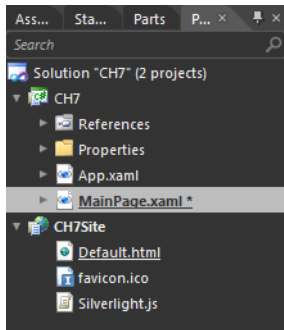 Ass... Sta... Parts P... ×
Search
Solution "CH7" (2 projects)
CH7
References
Properties
App.xaml
MainPage.xaml *
CH7Site
Default.html
favicon.ico
Silverlight.js